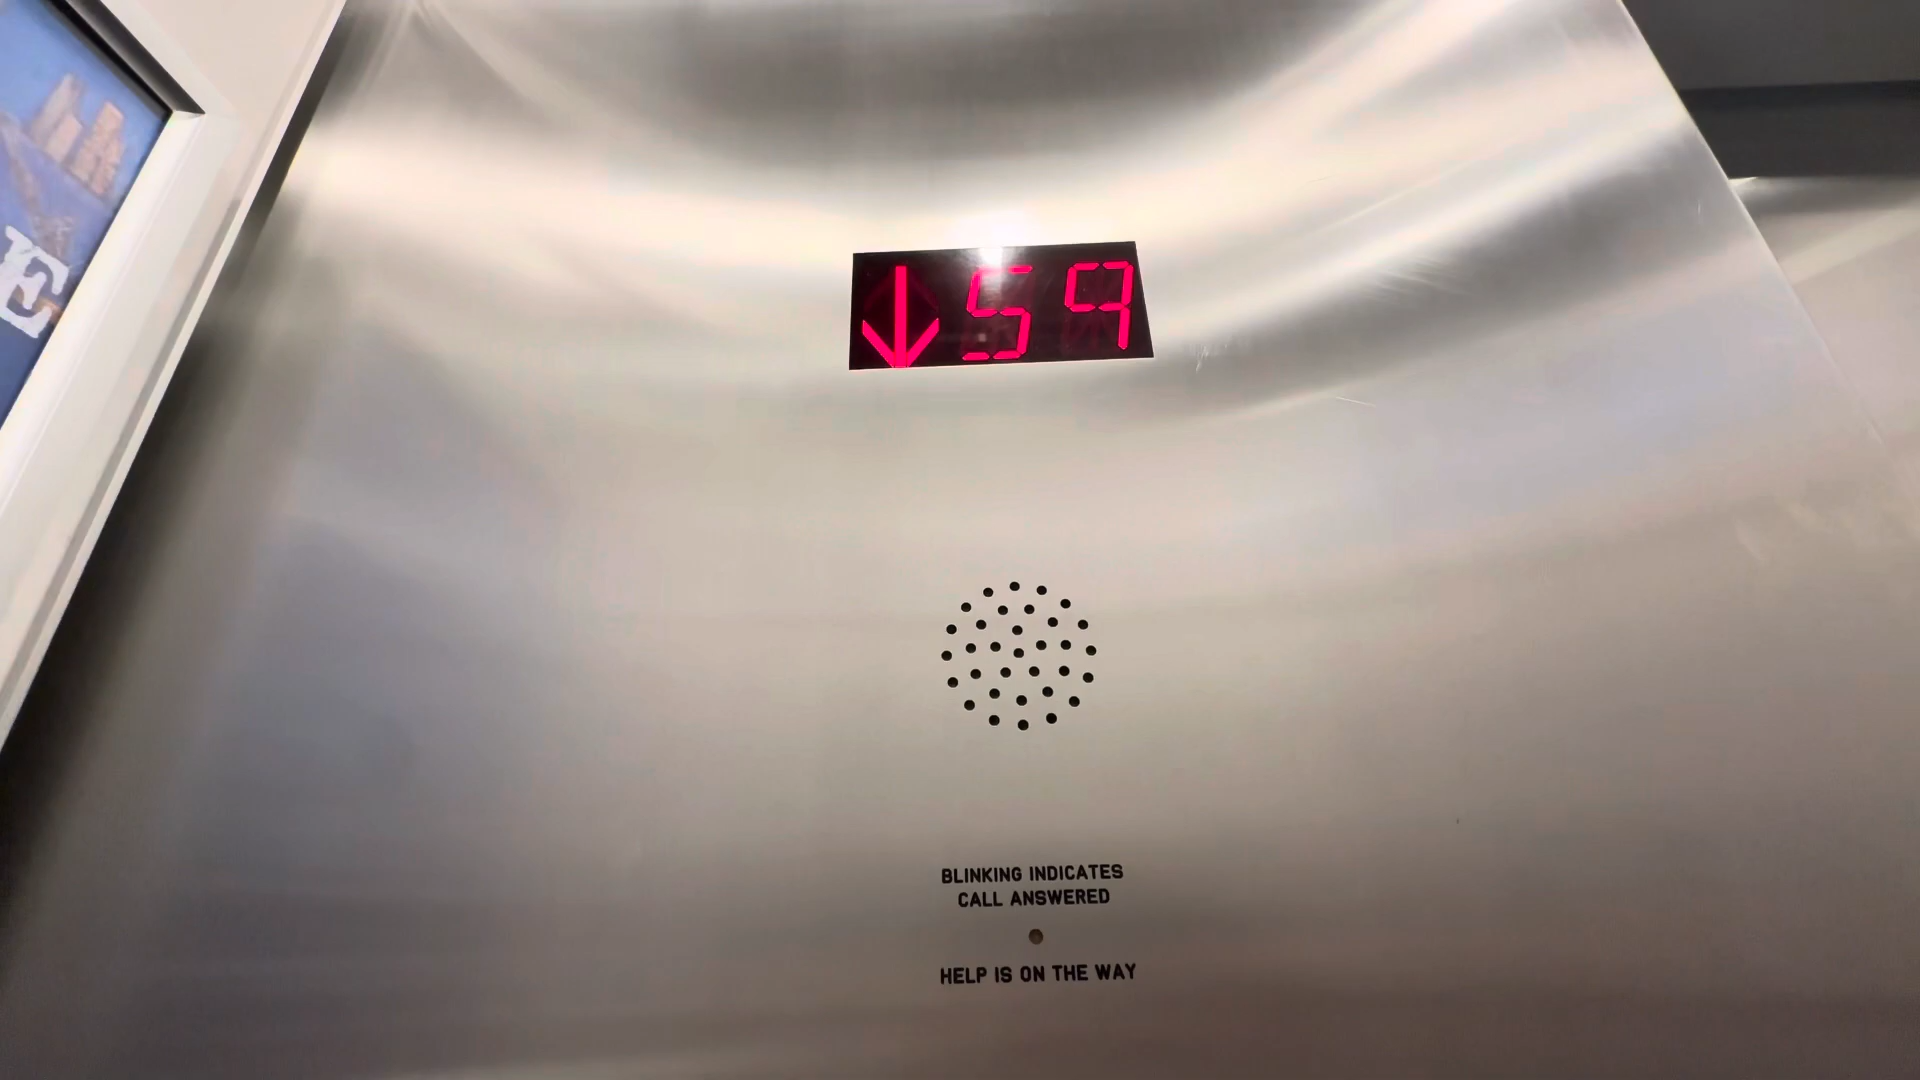 E
↓ 59
BLINKING INDICATES
CALL ANSWERED
HELP IS ON THE WAY